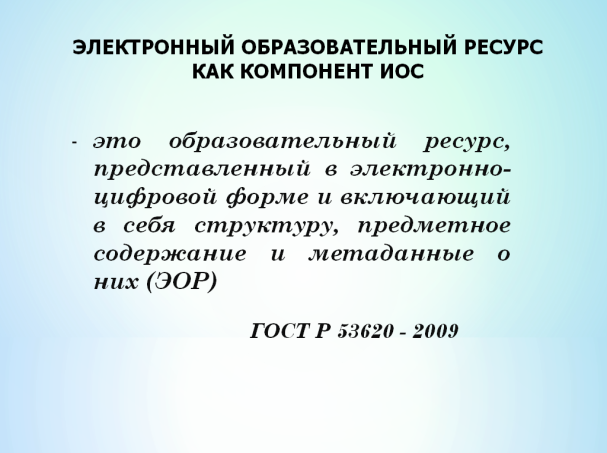 ЭЛЕКТРОННЫЙ ОБРАЗОВАТЕЛЬНЫЙ РЕСУРС
КАК КОМПОНЕНТ ИОС
- это образовательный ресурс,
представленный в электронно-
цифровой форме и включающий
в себя структуру, предметное
содержание и метаданные о
них (ЭОР)
ГОСТ Р 53620 - 2009